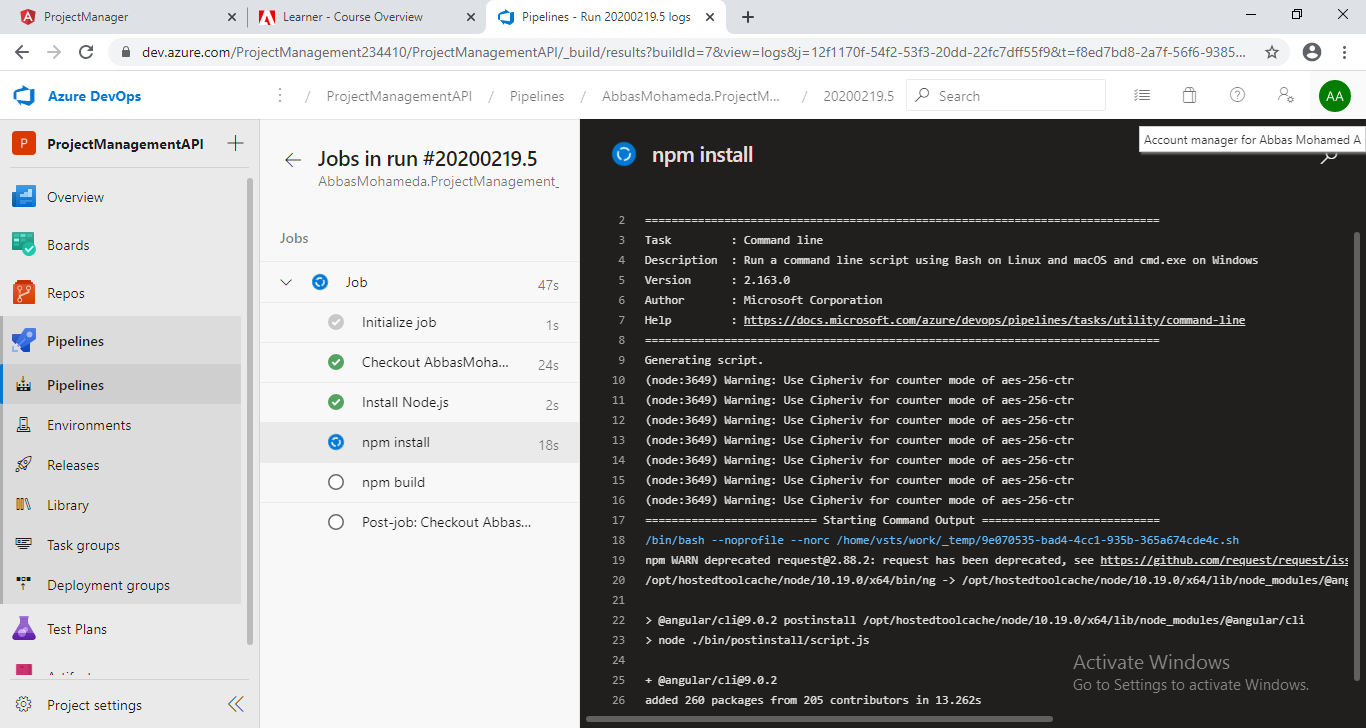 ProjectManager
Learner - Course Overview
Pipelines - Run 20200219.5 logs
dev.azure.com/ProjectManagement234410/ProjectManagementAPI/_build/results?buildId=7&view=logs&j=12f1170f-54f2-53f3-20dd-22fc7dff55f9&t=f8ed7bd8-2a7f-56f6-9385...
Azure DevOps
/ ProjectManagementAPI / Pipelines / AbbasMohameda.ProjectM... / 20200219.5
Search
AA
Account manager for Abbas Mohamed A
P ProjectManagementAPI
Overview
Boards
Repos
Pipelines
Pipelines
Environments
Releases
Library
Task groups
Deployment groups
Test Plans
Project settings
Jobs in run #20200219.5
AbbasMohameda.ProjectManagement_
Jobs
Job 47s
Initialize job 1s
Checkout AbbasMoha... 24s
Install Node.js 2s
npm install 18s
npm build
Post-job: Checkout Abbas...
npm install
2 ==============================================================================
3 Task : Command line
4 Description : Run a command line script using Bash on Linux and macOS and cmd.exe on Windows
5 Version : 2.163.0
6 Author : Microsoft Corporation
7 Help : https://docs.microsoft.com/azure/devops/pipelines/tasks/utility/command-line
8 ==============================================================================
9 Generating script.
10 (node:3649) Warning: Use Cipheriv for counter mode of aes-256-ctr
11 (node:3649) Warning: Use Cipheriv for counter mode of aes-256-ctr
12 (node:3649) Warning: Use Cipheriv for counter mode of aes-256-ctr
13 (node:3649) Warning: Use Cipheriv for counter mode of aes-256-ctr
14 (node:3649) Warning: Use Cipheriv for counter mode of aes-256-ctr
15 (node:3649) Warning: Use Cipheriv for counter mode of aes-256-ctr
16 (node:3649) Warning: Use Cipheriv for counter mode of aes-256-ctr
17 ========================== Starting Command Output ===========================
18 /bin/bash --noprofile --norc /home/vsts/work/_temp/9e070535-bad4-4cc1-935b-365a674cde4c.sh
19 npm WARN deprecated request@2.88.2: request has been deprecated, see https://github.com/request/request/iss
20 /opt/hostedtoolcache/node/10.19.0/x64/bin/ng -> /opt/hostedtoolcache/node/10.19.0/x64/lib/node_modules/@ang
21
22 > @angular/cli@9.0.2 postinstall /opt/hostedtoolcache/node/10.19.0/x64/lib/node_modules/@angular/cli
23 > node ./bin/postinstall/script.js
24
25 + @angular/cli@9.0.2
26 added 260 packages from 205 contributors in 13.262s
Activate Windows
Go to Settings to activate Windows.